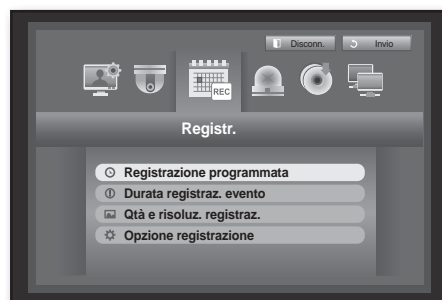 Disconn. Invio
REC
Registr.
Registrazione programmata
Durata registraz. evento
Qtà e risoluz. registraz.
Opzione registrazione